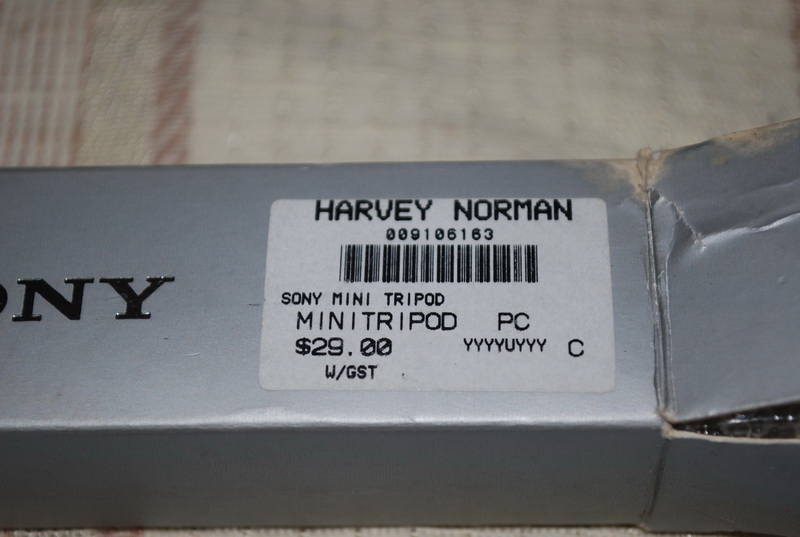 HARVEY NORMAN
009106163
SONY MINI TRIPOD
MINITRIPOD PC
$29.00 YYYYUYYY C
W/GST
ONY